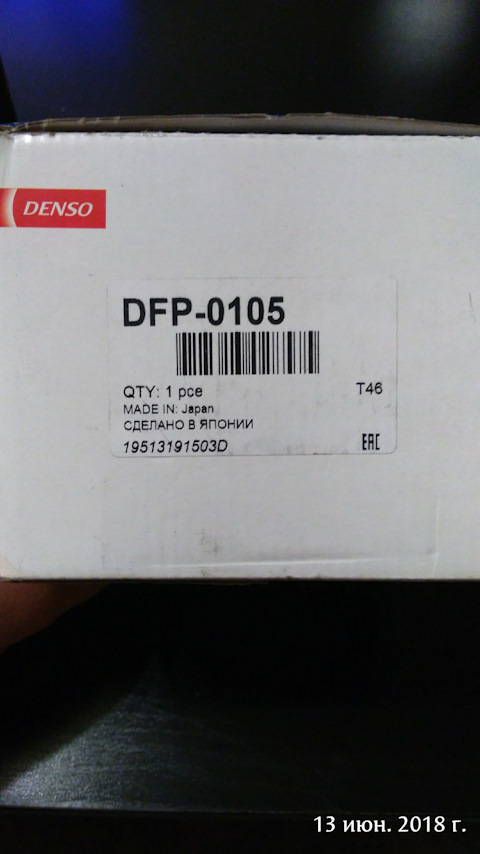 DENSO
DFP-0105
QTY: 1 pce
T46
MADE IN: Japan
СДЕЛАНО В ЯПОНИИ
19513191503D
EAC
13 июн. 2018 г.